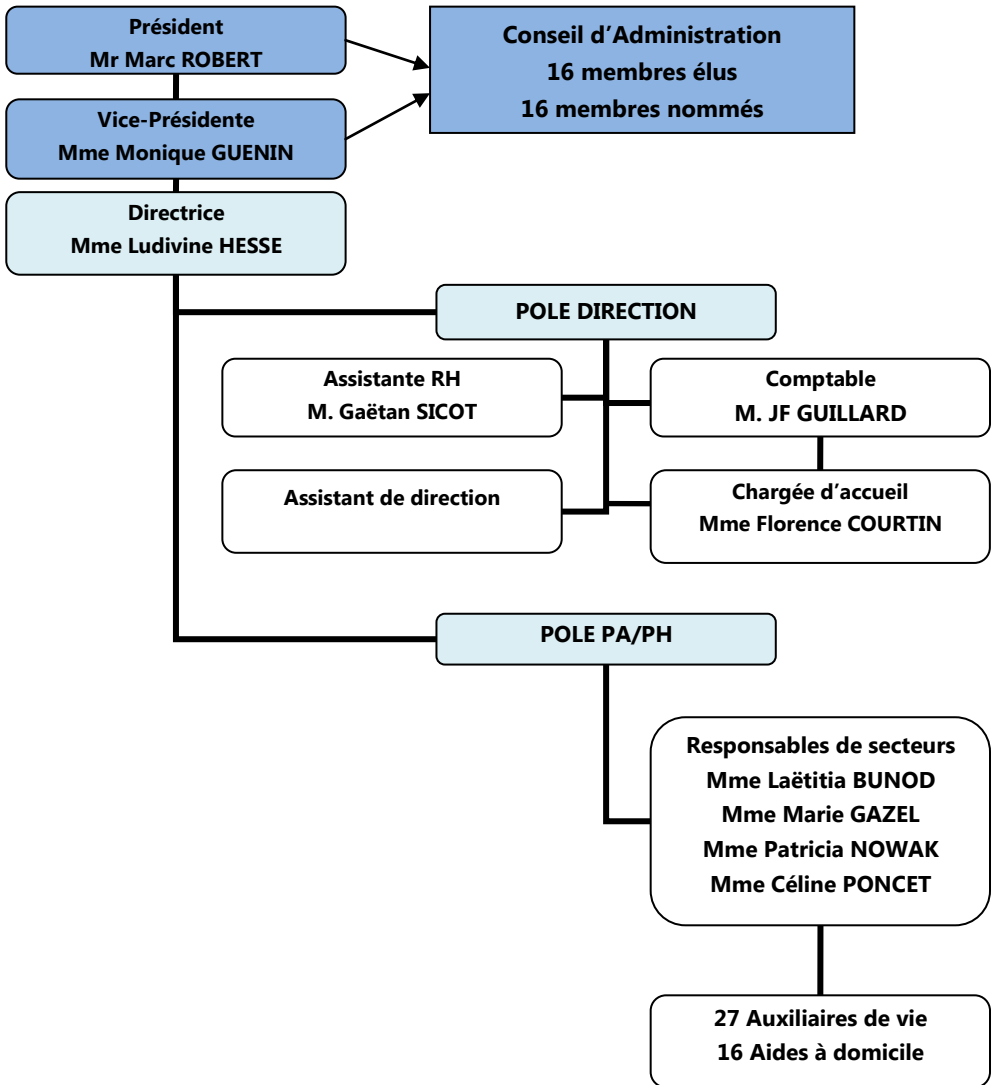 Président
Mr Marc ROBERT
Conseil d’Administration
16 membres élus
16 membres nommés
Vice-Présidente
Mme Monique GUENIN
Directrice
Mme Ludivine HESSE
POLE DIRECTION
Assistante RH
M. Gaëtan SICOT
Comptable
M. JF GUILLARD
Assistant de direction
Chargée d’accueil
Mme Florence COURTIN
POLE PA/PH
Responsables de secteurs
Mme Laëtitia BUNOD
Mme Marie GAZEL
Mme Patricia NOWAK
Mme Céline PONCET
27 Auxiliaires de vie
16 Aides à domicile